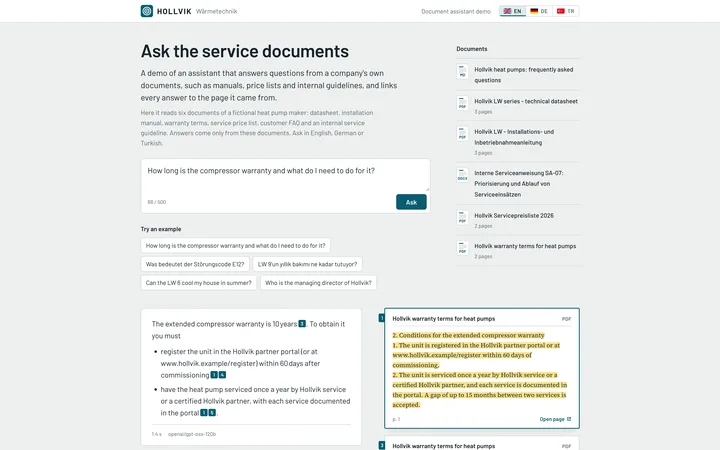 HOLLVIK Wärmetechnik
Document assistant demo
EN DE TR
Ask the service documents
A demo of an assistant that answers questions from a company's own
documents, such as manuals, price lists and internal guidelines, and links
every answer to the page it came from.
Here it reads six documents of a fictional heat pump maker: datasheet, installation
manual, warranty terms, service price list, customer FAQ and an internal service
guideline. Answers come only from these documents. Ask in English, German or
Turkish.
How long is the compressor warranty and what do I need to do for it?
Ask
Try an example
How long is the compressor warranty and what do I need to do for it?
Was bedeutet der Störungscode E12?
LW 9'un yıllık bakımı ne kadar tutuyor?
Can the LW 6 cool my house in summer?
Who is the managing director of Hollvik?
Documents
MD
Hollvik heat pumps: frequently asked
questions
PDF
Hollvik LW series - technical datasheet
3 pages
PDF
Hollvik LW - Installations- und
Inbetriebnahmeanleitung
3 pages
DOCX
Interne Serviceanweisung SA-07:
Priorisierung und Ablauf von
Serviceeinsätzen
PDF
Hollvik Servicepreisliste 2026
2 pages
PDF
Hollvik warranty terms for heat pumps
2 pages
The extended compressor warranty is 10 years 3. To obtain it
you must
• register the unit in the Hollvik partner portal (or at
www.hollvik.example/register) within 60 days after
commissioning 1 4
• have the heat pump serviced once a year by Hollvik service
or a certified Hollvik partner, with each service documented
in the portal 1 5.
1.4 s openai/gpt-oss-120b
1
Hollvik warranty terms for heat pumps PDF
2. Conditions for the extended compressor warranty
1. The unit is registered in the Hollvik partner portal or at
www.hollvik.example/register within 60 days of
commissioning.
2. The unit is serviced once a year by Hollvik service or a
certified Hollvik partner, and each service is documented in
the portal. A gap of up to 15 months between two services is
accepted.
p. 1 Open page
3
Hollvik warranty terms for heat pumps PDF